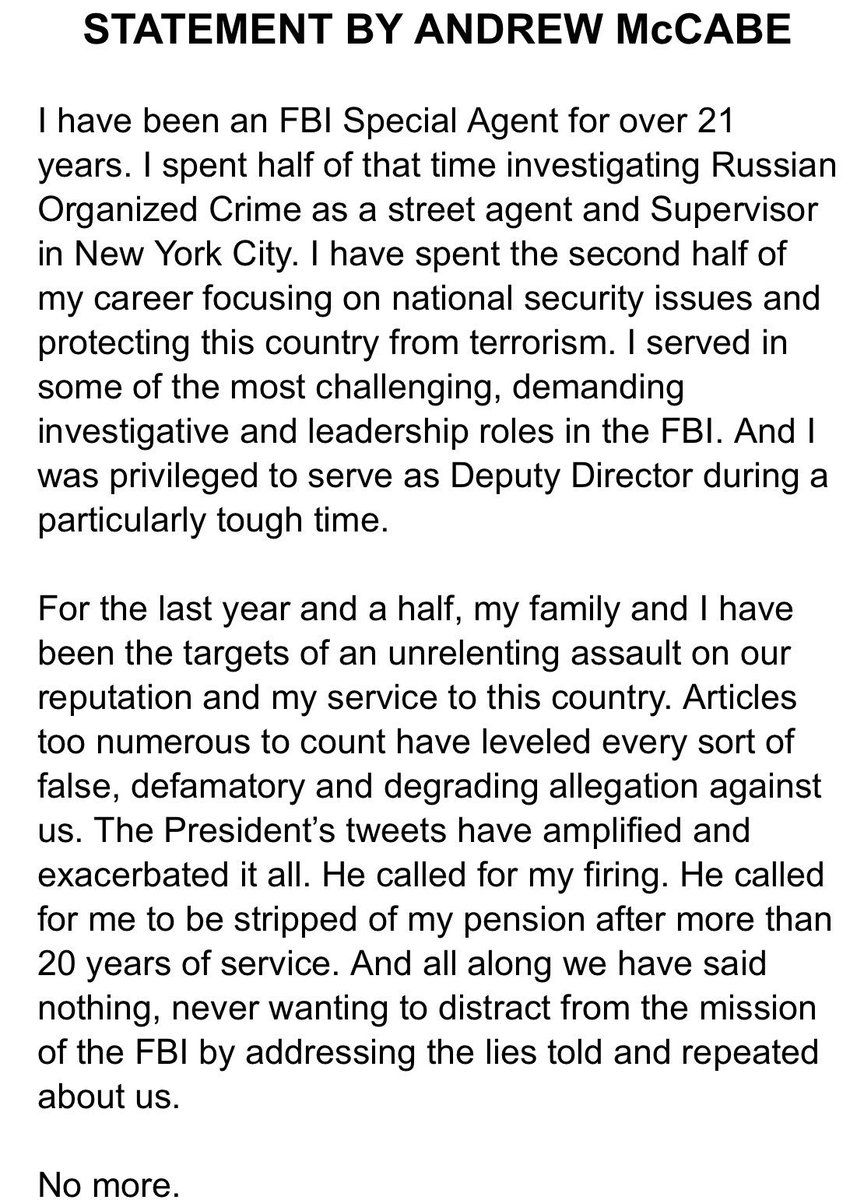 STATEMENT BY ANDREW McCABE
I have been an FBI Special Agent for over 21
years. I spent half of that time investigating Russian
Organized Crime as a street agent and Supervisor
in New York City. I have spent the second half of
my career focusing on national security issues and
protecting this country from terrorism. I served in
some of the most challenging, demanding
investigative and leadership roles in the FBI. And I
was privileged to serve as Deputy Director during a
particularly tough time.
For the last year and a half, my family and I have
been the targets of an unrelenting assault on our
reputation and my service to this country. Articles
too numerous to count have leveled every sort of
false, defamatory and degrading allegation against
us. The President’s tweets have amplified and
exacerbated it all. He called for my firing. He called
for me to be stripped of my pension after more than
20 years of service. And all along we have said
nothing, never wanting to distract from the mission
of the FBI by addressing the lies told and repeated
about us.
No more.